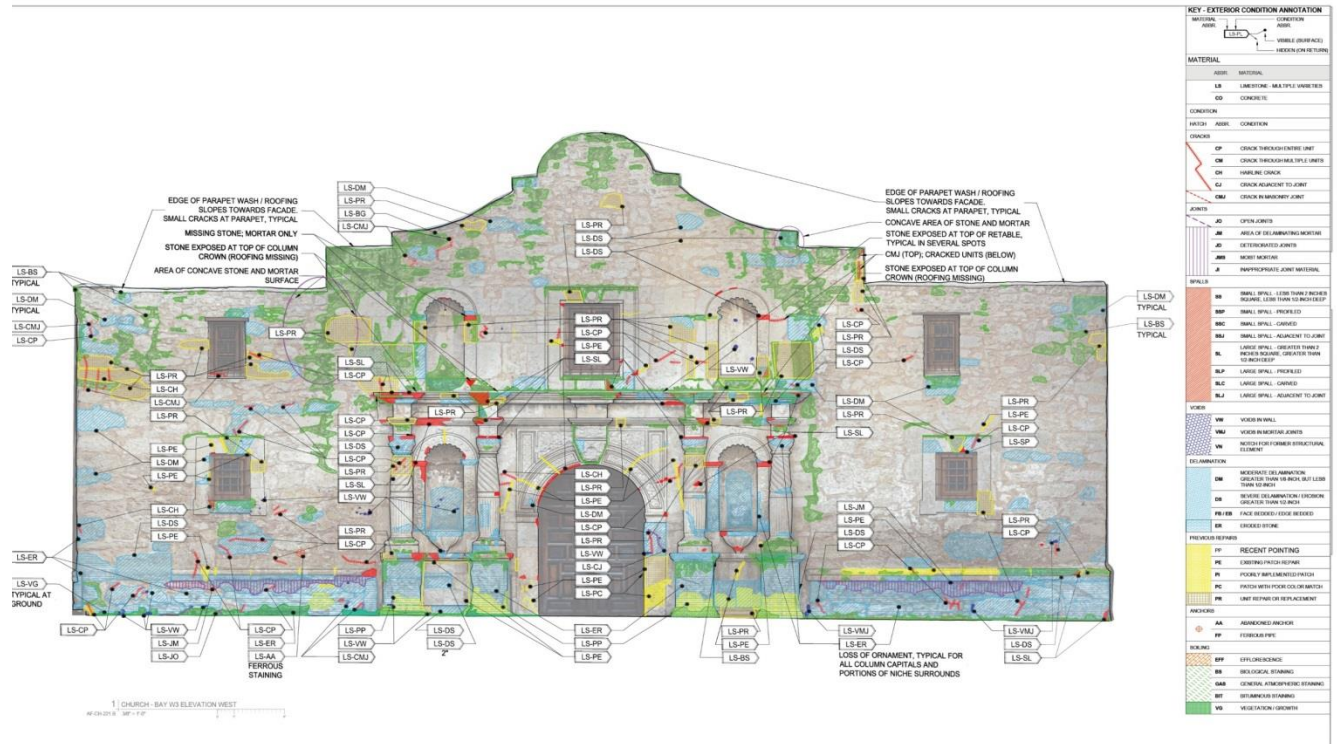 KEY - EXTERIOR CONDITION ANNOTATION
MATERIAL ABBR.
CONDITION ABBR.
LS-PL
VISIBLE (SURFACE)
HIDDEN (ON RETURN)
MATERIAL
ABBR. MATERIAL
LS LIMESTONE - MULTIPLE VARIETIES
CO CONCRETE
CONDITION
HATCH ABBR. CONDITION
CRACKS
CP CRACK THROUGH ENTIRE UNIT
CM CRACK THROUGH MULTIPLE UNITS
CH HAIRLINE CRACK
CJ CRACK ADJACENT TO JOINT
CMJ CRACK IN MASONRY JOINT
JOINTS
JO OPEN JOINTS
JM AREA OF DELAMINATING MORTAR
JD DETERIORATED JOINTS
JMS MOIST MORTAR
JI INAPPROPRIATE JOINT MATERIAL
SPALLS
SS SMALL SPALL - LESS THAN 2 INCHES
SQUARE, LESS THAN 1/2 INCH DEEP
SSP SMALL SPALL - PROFILED
SSC SMALL SPALL - CARVED
SSJ SMALL SPALL - ADJACENT TO JOINT
SL LARGE SPALL - GREATER THAN 2
INCHES SQUARE, GREATER THAN
1/2 INCH DEEP
SLP LARGE SPALL - PROFILED
SLC LARGE SPALL - CARVED
SLJ LARGE SPALL - ADJACENT TO JOINT
VOIDS
VW VOIDS IN WALL
VMJ VOIDS IN MORTAR JOINTS
VN NOTCH FOR FORMER STRUCTURAL
ELEMENT
DELAMINATION
DM MODERATE DELAMINATION
GREATER THAN 1/8-INCH, BUT LESS
THAN 1/2-INCH
DS SEVERE DELAMINATION / EROSION
GREATER THAN 1/2-INCH
FB / EB FACE BEDDED / EDGE BEDDED
ER ERODED STONE
PREVIOUS REPAIRS
PP RECENT POINTING
PE EXISTING PATCH REPAIR
PI POORLY IMPLEMENTED PATCH
PC PATCH WITH POOR COLOR MATCH
PR UNIT REPAIR OR REPLACEMENT
ANCHORS
AA ABANDONED ANCHOR
FP FERROUS PIPE
SOILING
EFF EFFLORESCENCE
BS BIOLOGICAL STAINING
GAS GENERAL ATMOSPHERIC STAINING
BIT BITUMINOUS STAINING
VG VEGETATION / GROWTH
LS-DM
LS-PR
LS-BG
LS-CMJ
EDGE OF PARAPET WASH / ROOFING
SLOPES TOWARDS FACADE.
SMALL CRACKS AT PARAPET, TYPICAL
MISSING STONE; MORTAR ONLY
STONE EXPOSED AT TOP OF COLUMN
CROWN (ROOFING MISSING)
AREA OF CONCAVE STONE AND MORTAR
SURFACE
LS-PR
LS-DS
LS-DS
EDGE OF PARAPET WASH / ROOFING
SLOPES TOWARDS FACADE.
SMALL CRACKS AT PARAPET, TYPICAL
CONCAVE AREA OF STONE AND MORTAR
STONE EXPOSED AT TOP OF RETABLE,
TYPICAL IN SEVERAL SPOTS
CMJ (TOP); CRACKED UNITS (BELOW)
STONE EXPOSED AT TOP OF COLUMN
CROWN (ROOFING MISSING)
LS-BS
TYPICAL
LS-DM
TYPICAL
LS-CMJ
LS-CP
LS-DM
TYPICAL
LS-BS
TYPICAL
LS-PR
LS-PR
LS-CP
LS-PE
LS-SL
LS-VW
LS-CP
LS-PR
LS-DS
LS-CP
LS-SL
LS-CP
LS-PR
LS-CH
LS-CMJ
LS-PR
LS-PR
LS-PR
LS-DM
LS-PR
LS-SL
LS-PR
LS-PE
LS-CP
LS-SP
LS-CP
LS-CP
LS-DS
LS-CP
LS-PR
LS-SL
LS-VW
LS-PE
LS-DM
LS-PE
LS-CH
LS-DS
LS-PE
LS-PR
LS-CP
LS-CH
LS-PR
LS-PE
LS-DM
LS-CP
LS-PR
LS-VW
LS-CJ
LS-PE
LS-PC
LS-JM
LS-PE
LS-DS
LS-CP
LS-PR
LS-CP
LS-ER
LS-VG
TYPICAL AT
GROUND
LS-CP
LS-VW
LS-JM
LS-JO
LS-CP
LS-ER
LS-AA
FERROUS
STAINING
LS-PP
LS-VW
LS-CMJ
LS-DS
LS-DS
2"
LS-ER
LS-PP
LS-PE
LS-PR
LS-PE
LS-BS
LS-VMJ
LS-ER
LOSS OF ORNAMENT, TYPICAL FOR
ALL COLUMN CAPITALS AND
PORTIONS OF NICHE SURROUNDS
LS-VMJ
LS-DS
LS-SL
1 CHURCH - BAY W3 ELEVATION WEST